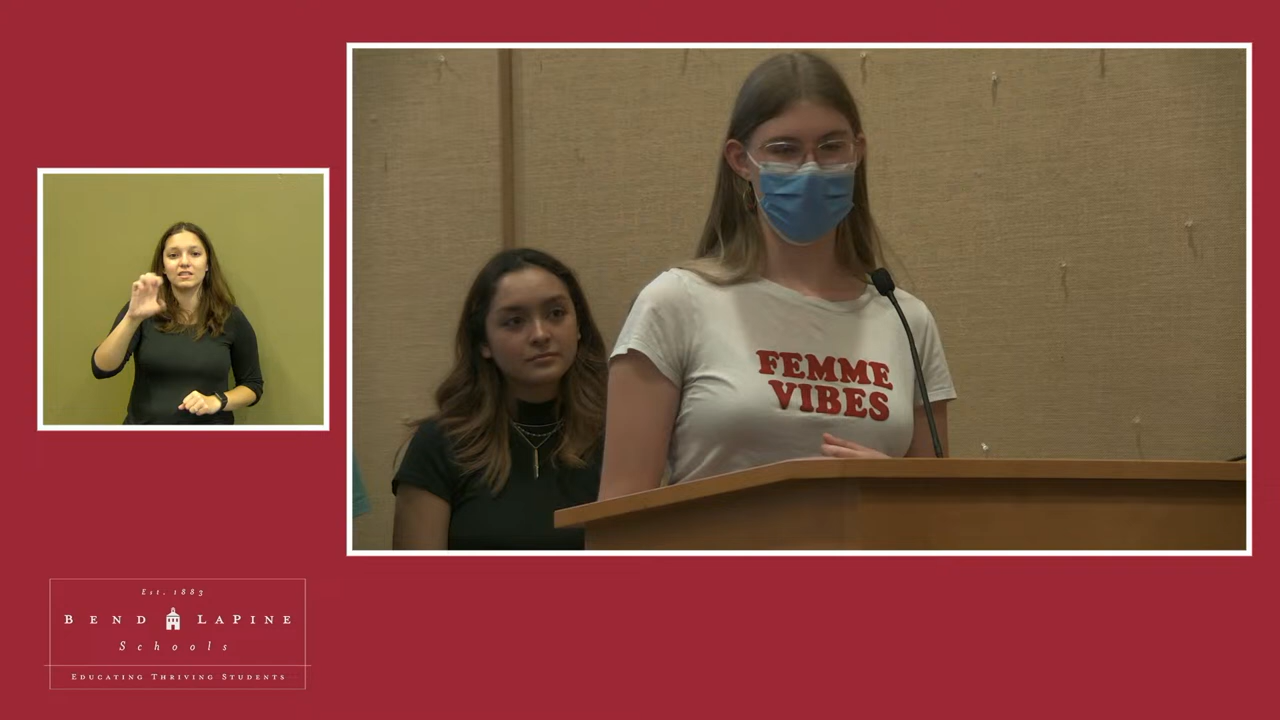 FEMME
VIBES
Est. 1883
BEND LAPINE
Schools
EDUCATING THRIVING STUDENTS